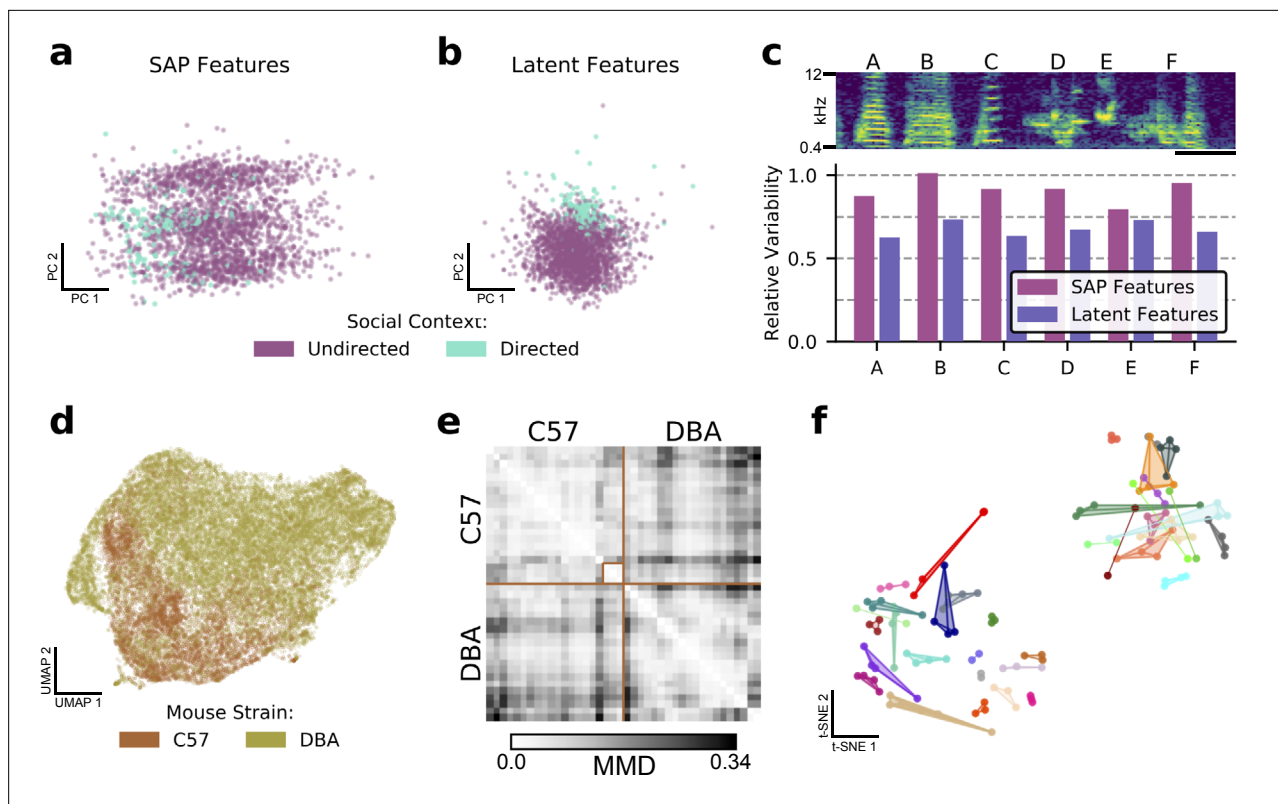 a
SAP Features
PC 2
PC 1
b
Latent Features
PC 2
PC 1
Social Context:
Undirected
Directed
c
A B C D E F
12
kHz
0.4
Relative Variability
1.0
0.5
0.0
SAP Features
Latent Features
A B C D E F
d
UMAP 2
UMAP 1
Mouse Strain:
C57
DBA
e
C57 DBA
C57
DBA
0.0 MMD 0.34
f
t-SNE 2
t-SNE 1